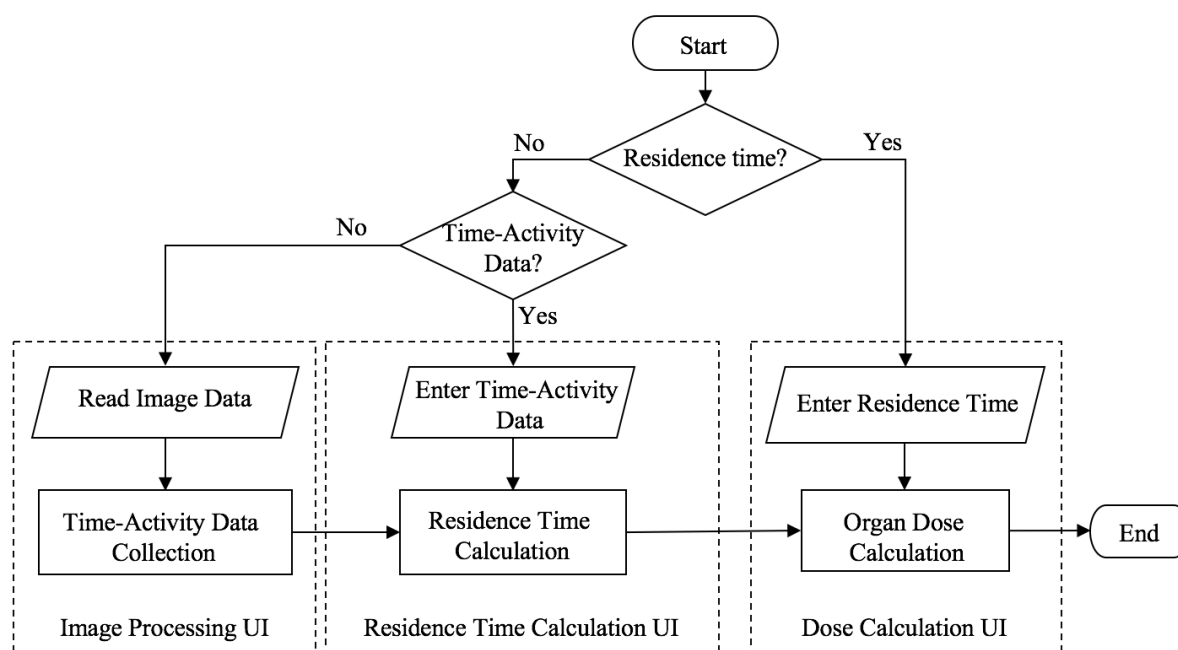 Start
No
Residence time?
Yes
No
Time-Activity
Data?
Yes
Read Image Data
Enter Time-Activity
Data
Enter Residence Time
Time-Activity Data
Collection
Residence Time
Calculation
Organ Dose
Calculation
End
Image Processing UI
Residence Time Calculation UI
Dose Calculation UI